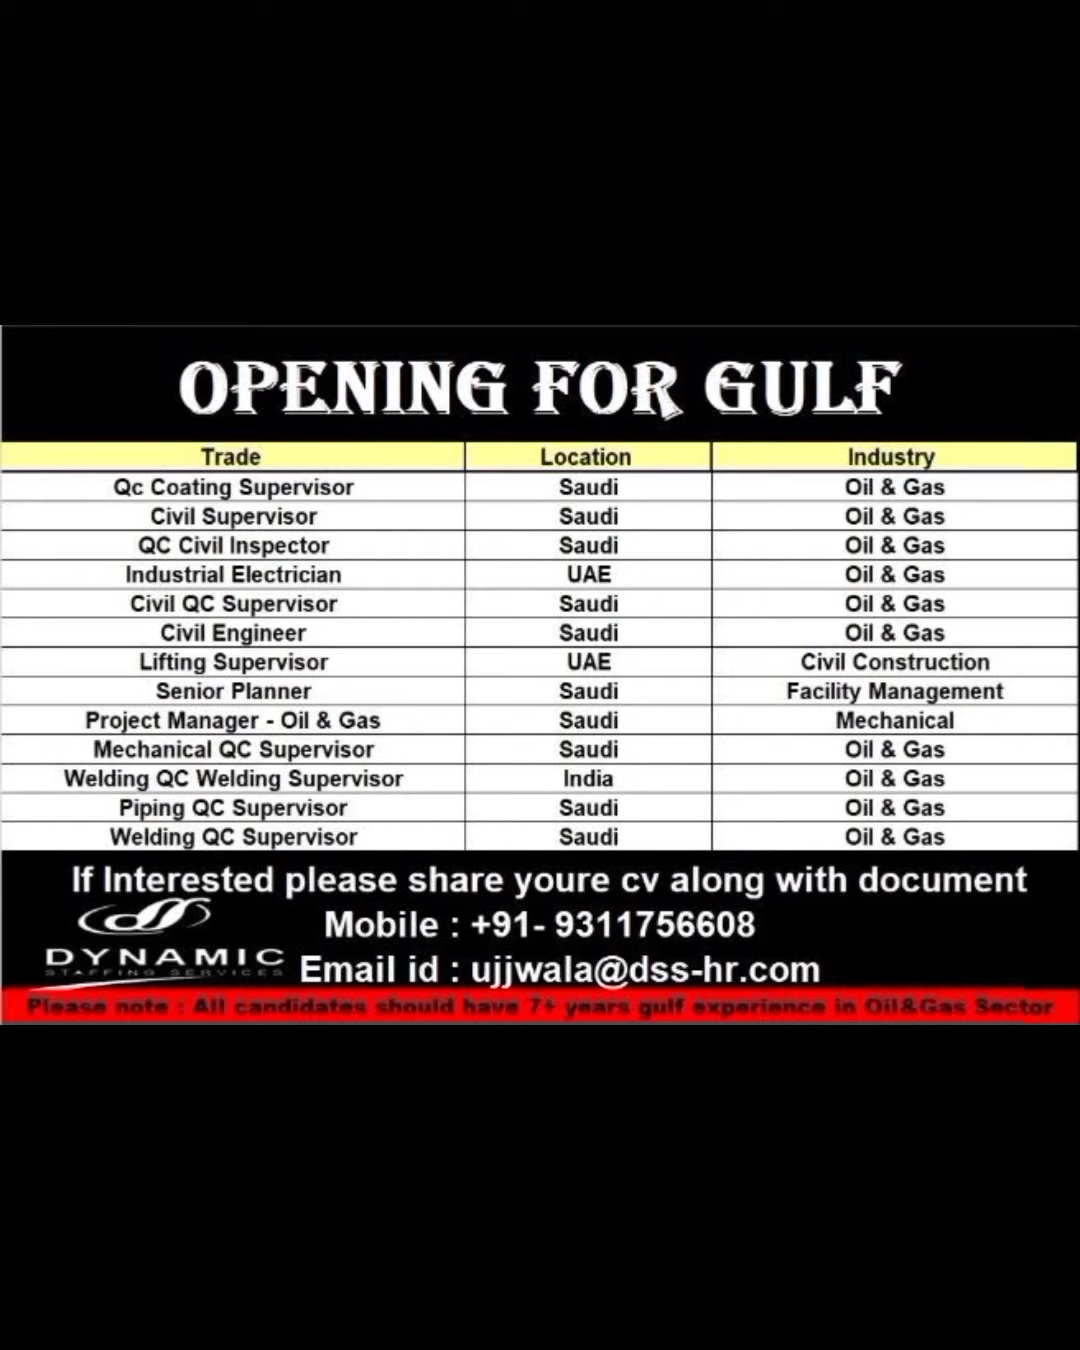 OPENING FOR GULF
Trade Location Industry
Qc Coating Supervisor Saudi Oil & Gas
Civil Supervisor Saudi Oil & Gas
QC Civil Inspector Saudi Oil & Gas
Industrial Electrician UAE Oil & Gas
Civil QC Supervisor Saudi Oil & Gas
Civil Engineer Saudi Oil & Gas
Lifting Supervisor UAE Civil Construction
Senior Planner Saudi Facility Management
Project Manager - Oil & Gas Saudi Mechanical
Mechanical QC Supervisor Saudi Oil & Gas
Welding QC Welding Supervisor India Oil & Gas
Piping QC Supervisor Saudi Oil & Gas
Welding QC Supervisor Saudi Oil & Gas
If Interested please share youre cv along with document
Mobile : +91- 9311756608
DYNAMIC
STAFFING SERVICES
Email id : ujjwala@dss-hr.com
Please note : All candidates should have 7+ years gulf experience in Oil&Gas Sector